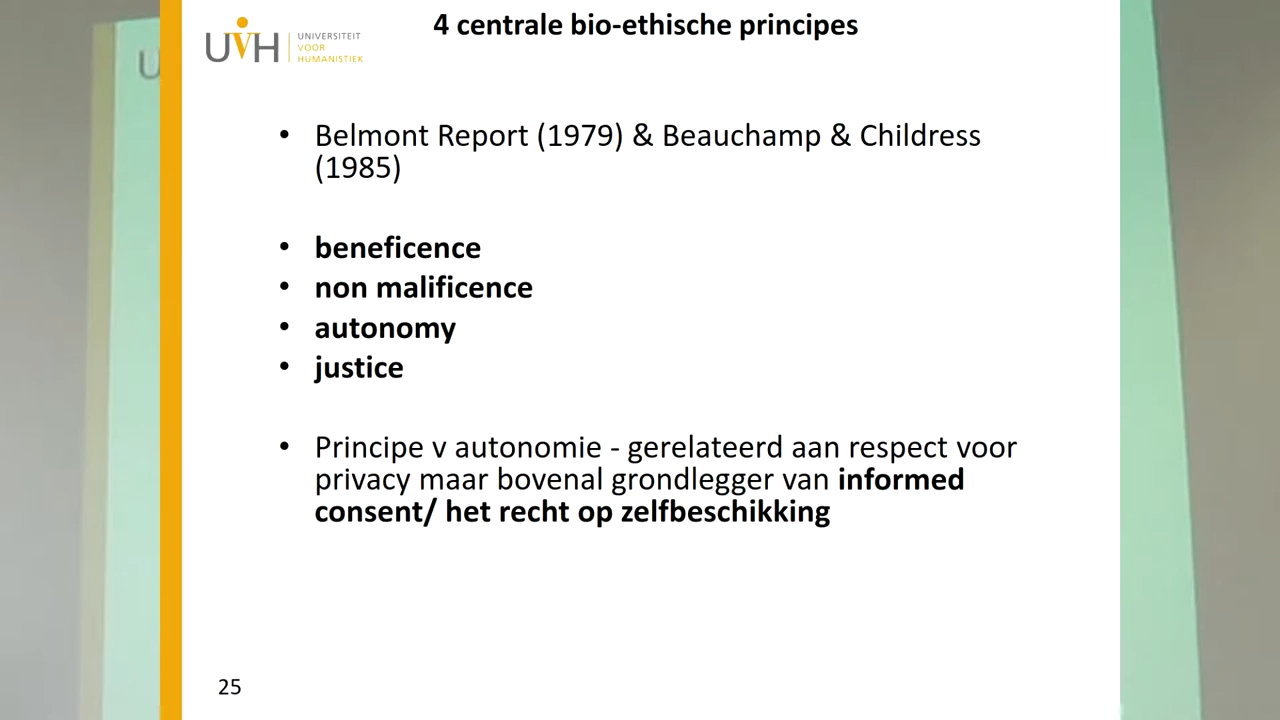 4 centrale bio-ethische principes
U
UVH
UNIVERSITEIT
VOOR
HUMANISTIEK
• Belmont Report (1979) & Beauchamp & Childress
(1985)
• beneficence
• non malificence
• autonomy
• justice
• Principe v autonomie - gerelateerd aan respect voor
privacy maar bovenal grondlegger van informed
consent/ het recht op zelfbeschikking
25